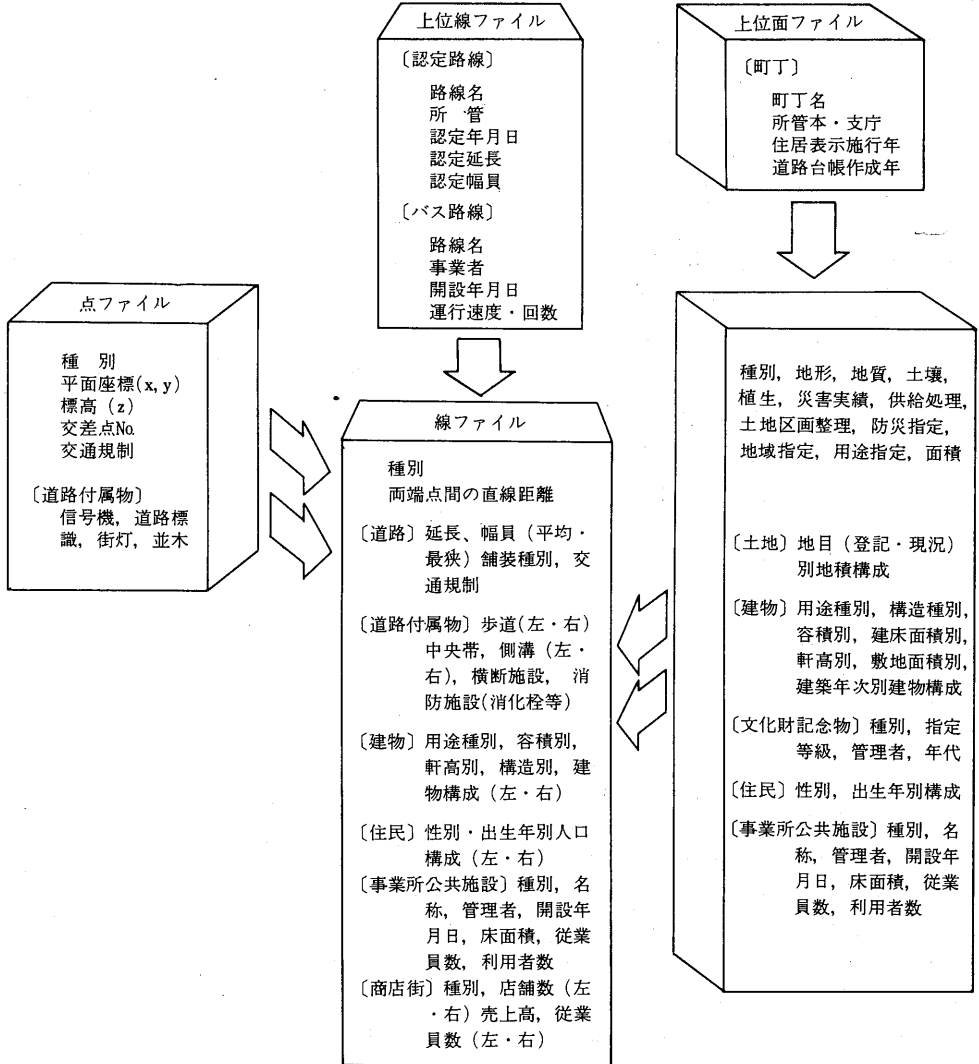 上位線ファイル
〔認定路線〕
路線名
所 管
認定年月日
認定延長
認定幅員
〔バス路線〕
路線名
事業者
開設年月日
運行速度・回数
上位面ファイル
〔町丁〕
町丁名
所管本・支庁
住居表示施行年
道路台帳作成年
点ファイル
種 別
平面座標(x, y)
標高 (z)
交差点No.
交通規制
〔道路付属物〕
信号機, 道路標
識, 街灯, 並木
線ファイル
種別
両端点間の直線距離
〔道路〕延長、幅員 (平均・
最狭) 舗装種別, 交
通規制
〔道路付属物〕歩道(左・右)
中央帯, 側溝 (左・
右), 横断施設, 消
防施設(消化栓等)
〔建物〕用途種別, 容積別,
軒高別, 構造別, 建
物構成 (左・右)
〔住民〕性別・出生年別人口
構成 (左・右)
〔事業所公共施設〕種別, 名
称, 管理者, 開設年
月日, 床面積, 従業
員数, 利用者数
〔商店街〕種別, 店舗数 (左
・右) 売上高, 従業
員数 (左・右)
種別, 地形, 地質, 土壌,
植生, 災害実績, 供給処理,
土地区画整理, 防災指定,
地域指定, 用途指定, 面積
〔土地〕地目 (登記・現況)
別地積構成
〔建物〕用途種別, 構造種別,
容積別, 建床面積別,
軒高別, 敷地面積別,
建築年次別建物構成
〔文化財記念物〕種別, 指定
等級, 管理者, 年代
〔住民〕性別, 出生年別構成
〔事業所公共施設〕種別, 名
称, 管理者, 開設年
月日, 床面積, 従業
員数, 利用者数